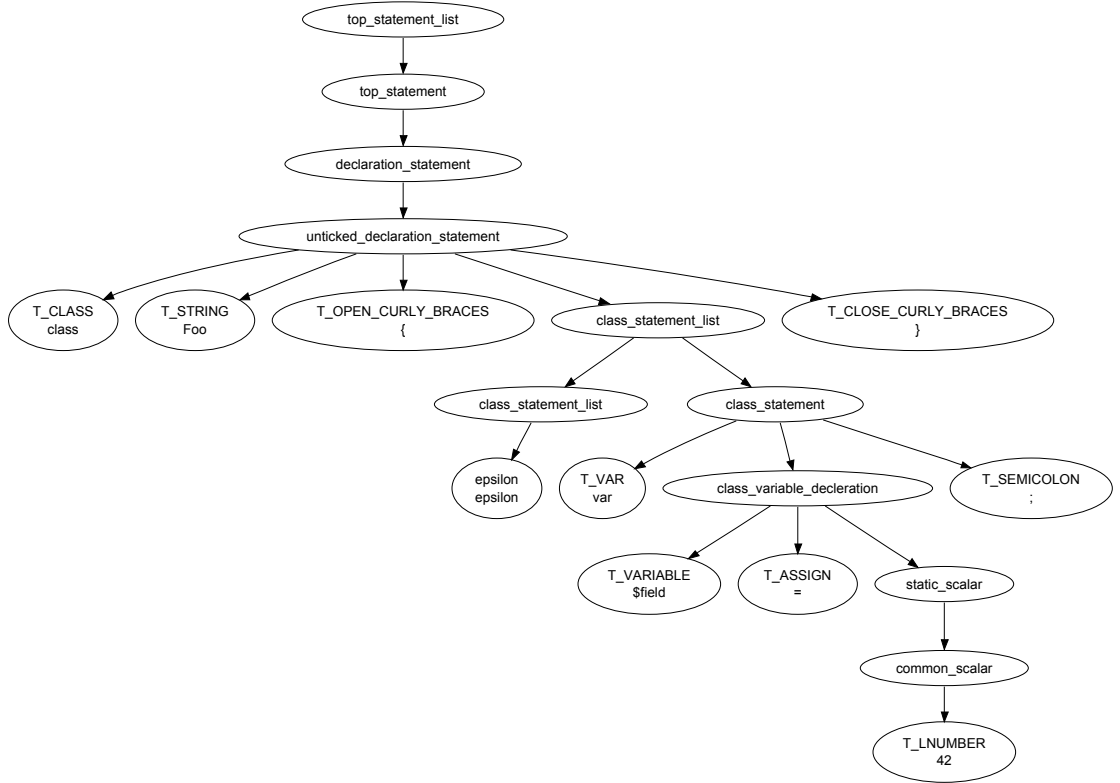 top_statement_list
top_statement
declaration_statement
unticked_declaration_statement
T_CLASS
class
T_STRING
Foo
T_OPEN_CURLY_BRACES
{
class_statement_list
T_CLOSE_CURLY_BRACES
}
class_statement_list
class_statement
epsilon
epsilon
T_VAR
var
class_variable_decleration
T_SEMICOLON
;
T_VARIABLE
$field
T_ASSIGN
=
static_scalar
common_scalar
T_LNUMBER
42